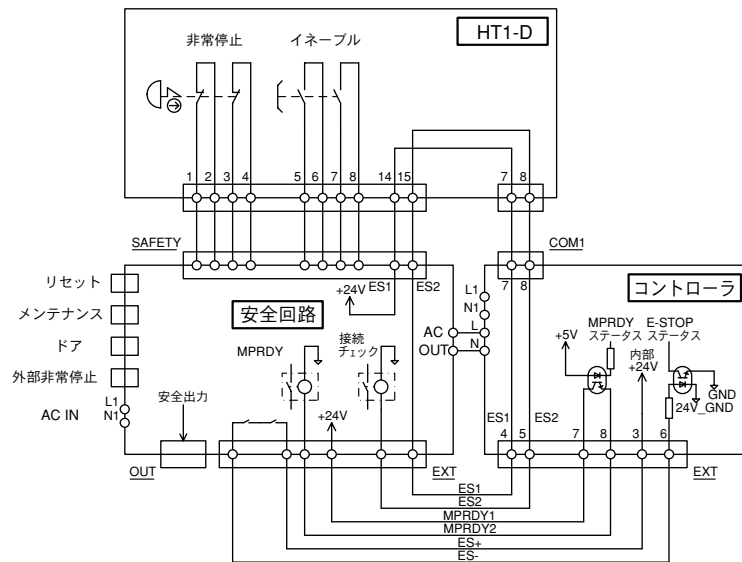 HT1-D
非常停止 イネーブル
1 2 3 4 5 6 7 8 14 15 7 8
SAFETY COM1
ES1 ES2 7 8
リセット
メンテナンス
ドア
外部非常停止
AC IN
L1
N1
安全出力
OUT
安全回路
+24V
MPRDY
接続
チェック
+24V
EXT
AC
OUT
L1
N1
L
N
コントローラ
+5V
MPRDY
ステータス
E-STOP
ステータス
内部
+24V
GND
24V_GND
ES1 ES2
4 5 7 8 3 6
EXT
ES1
ES2
MPRDY1
MPRDY2
ES+
ES-